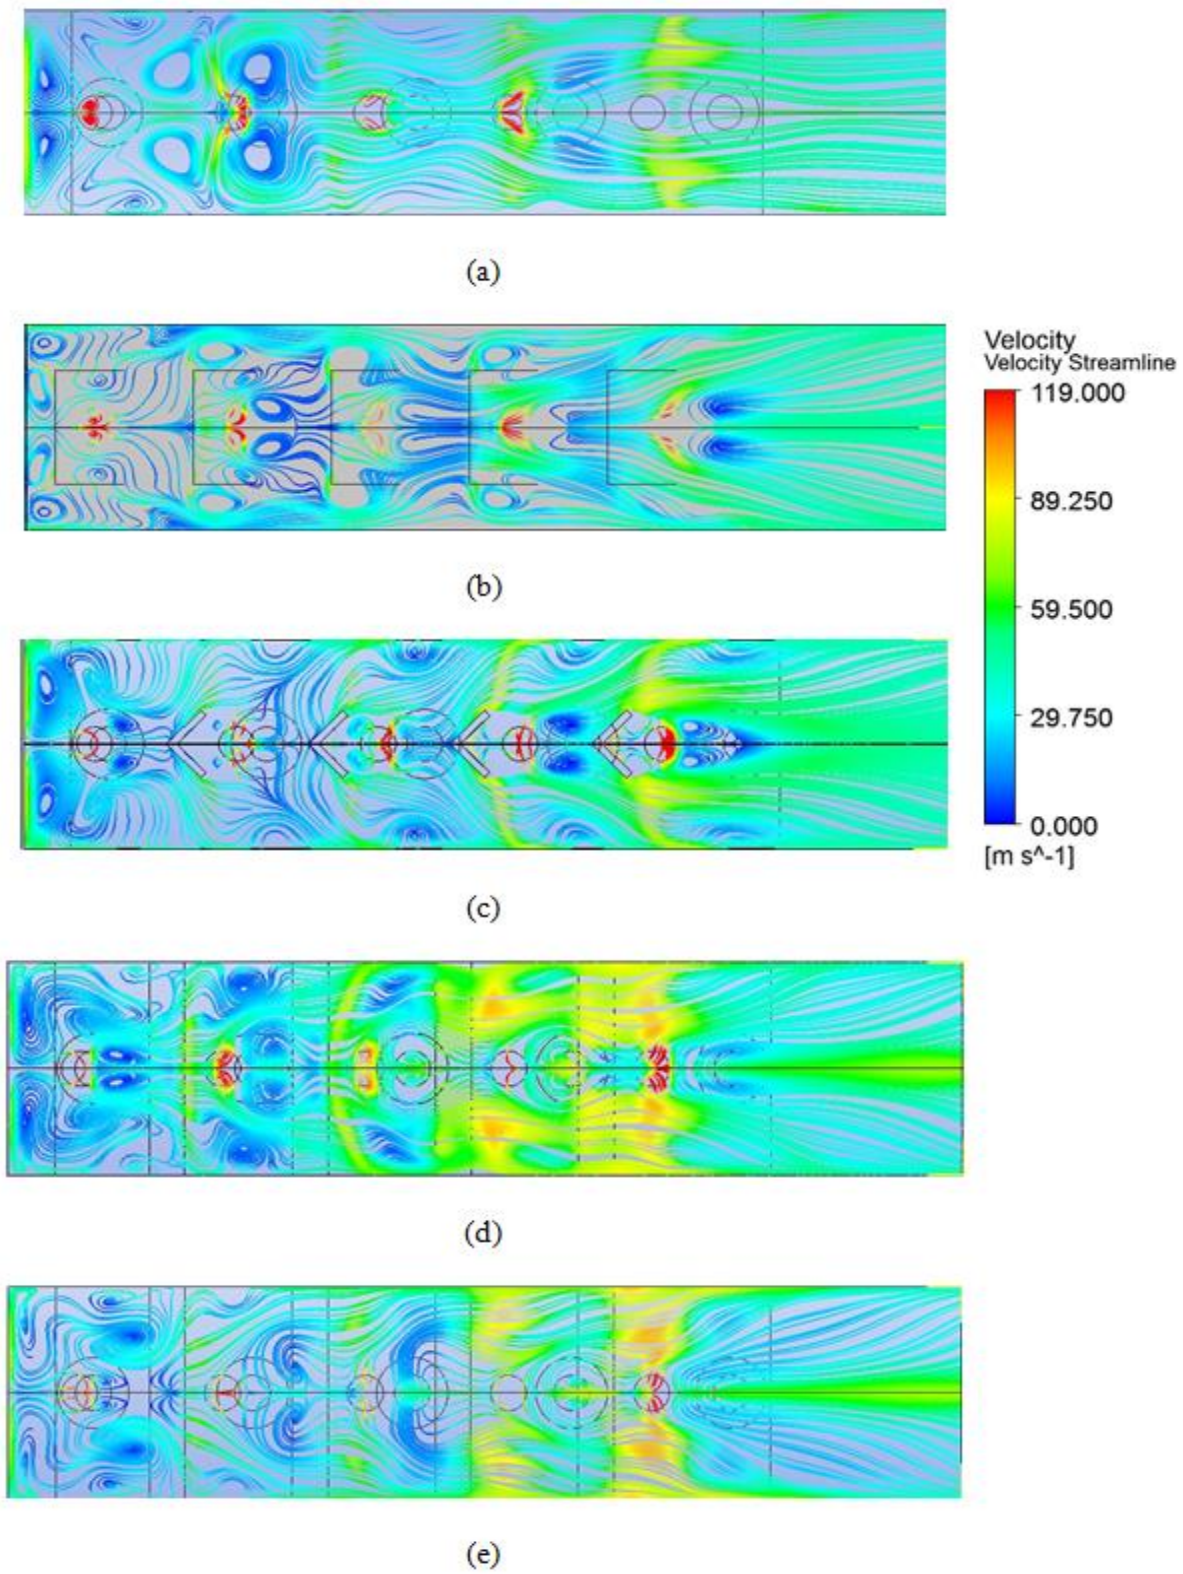 (a)
(b)
Velocity
Velocity Streamline
119.000
89.250
59.500
29.750
0.000
[m s^-1]
(c)
(d)
(e)